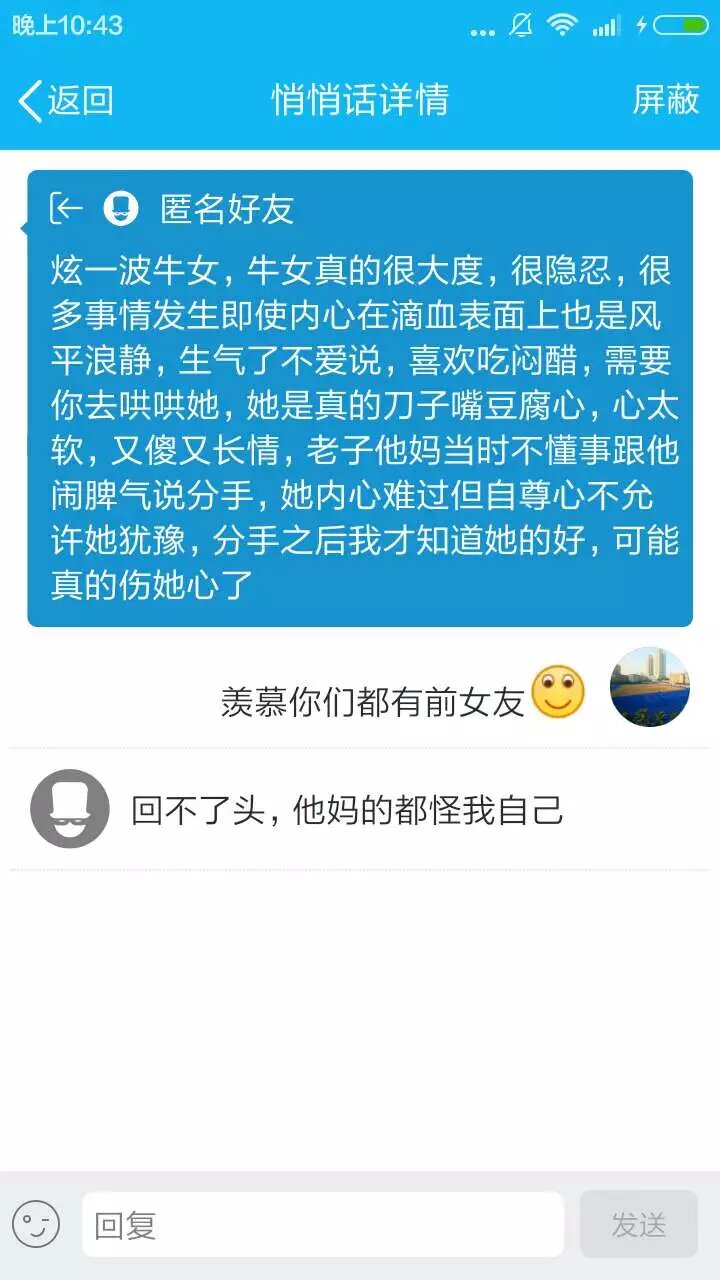 晚上10:43
返回
悄悄话详情
屏蔽
匿名好友
炫一波牛女，牛女真的很大度，很隐忍，很
多事情发生即使内心在滴血表面上也是风
平浪静，生气了不爱说，喜欢吃闷醋，需要
你去哄哄她，她是真的刀子嘴豆腐心，心太
软，又傻又长情，老子他妈当时不懂事跟他
闹脾气说分手，她内心难过但自尊心不允
许她犹豫，分手之后我才知道她的好，可能
真的伤她心了
羡慕你们都有前女友
回不了头，他妈的都怪我自己
回复
发送